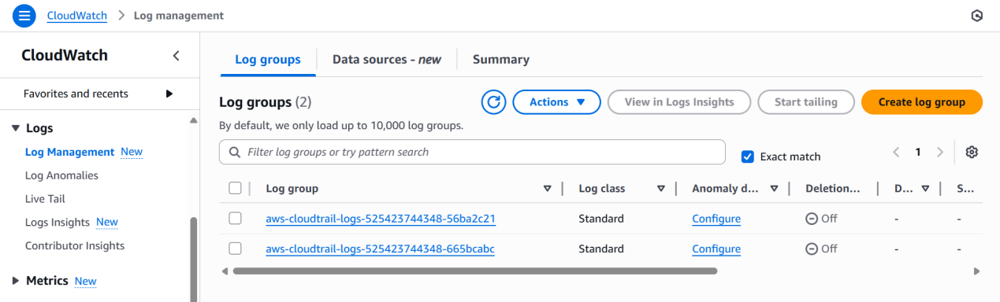 CloudWatch > Log management
CloudWatch
Favorites and recents
Logs
Log Management New
Log Anomalies
Live Tail
Logs Insights New
Contributor Insights
Metrics New
Log groups Data sources - new Summary
Log groups (2)
Actions View in Logs Insights Start tailing Create log group
By default, we only load up to 10,000 log groups.
Filter log groups or try pattern search
Exact match
1
Log group Log class Anomaly d... Deletion... D... S...
aws-cloudtrail-logs-525423744348-56ba2c21 Standard Configure Off - -
aws-cloudtrail-logs-525423744348-665bcabc Standard Configure Off - -